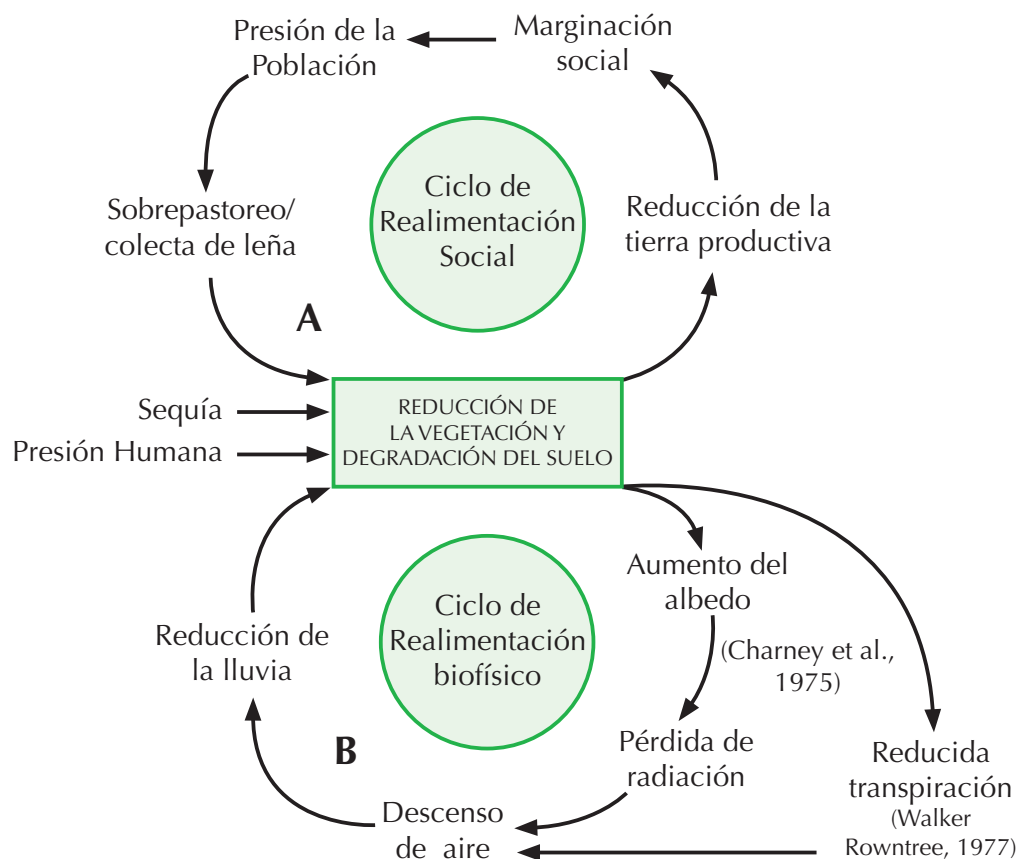 Presión de la
Población
Marginación
social
Sobrepastoreo/
colecta de leña
Ciclo de
Realimentación
Social
Reducción de la
tierra productiva
A
Sequía
Presión Humana
REDUCCIÓN DE
LA VEGETACIÓN Y
DEGRADACIÓN DEL SUELO
Aumento del
albedo
(Charney et al.,
1975)
Ciclo de
Realimentación
biofísico
Reducción de
la lluvia
B
Pérdida de
radiación
Reducida
transpiración
(Walker
Rowntree, 1977)
Descenso
de aire